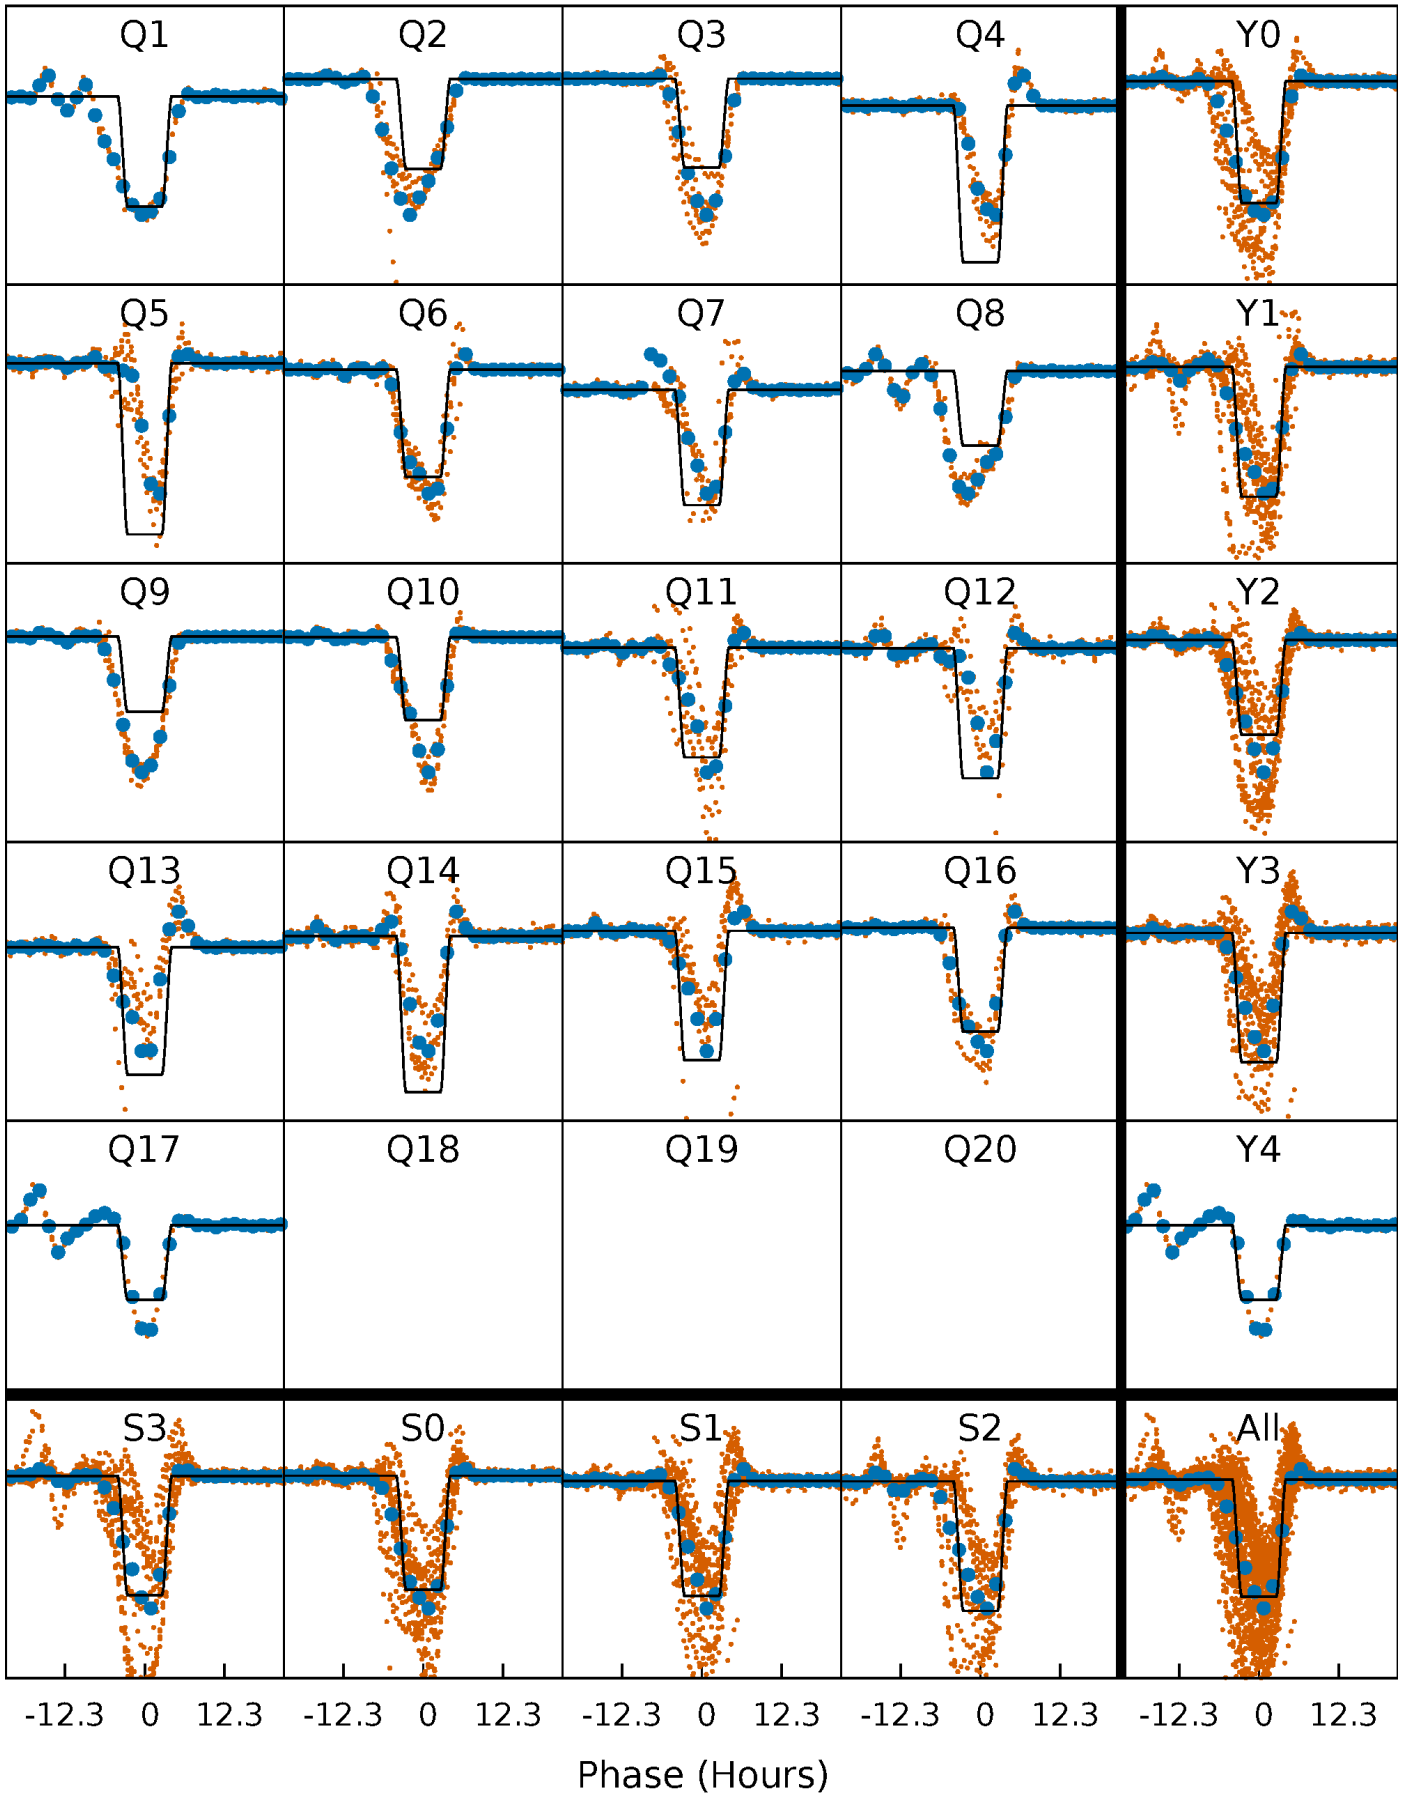 Q1 Q2 Q3 Q4 Y0
Q5 Q6 Q7 Q8 Y1
Q9 Q10 Q11 Q12 Y2
Q13 Q14 Q15 Q16 Y3
Q17 Q18 Q19 Q20 Y4
S3 S0 S1 S2 All
-12.3 0 12.3 -12.3 0 12.3 -12.3 0 12.3 -12.3 0 12.3 -12.3 0 12.3
Phase (Hours)